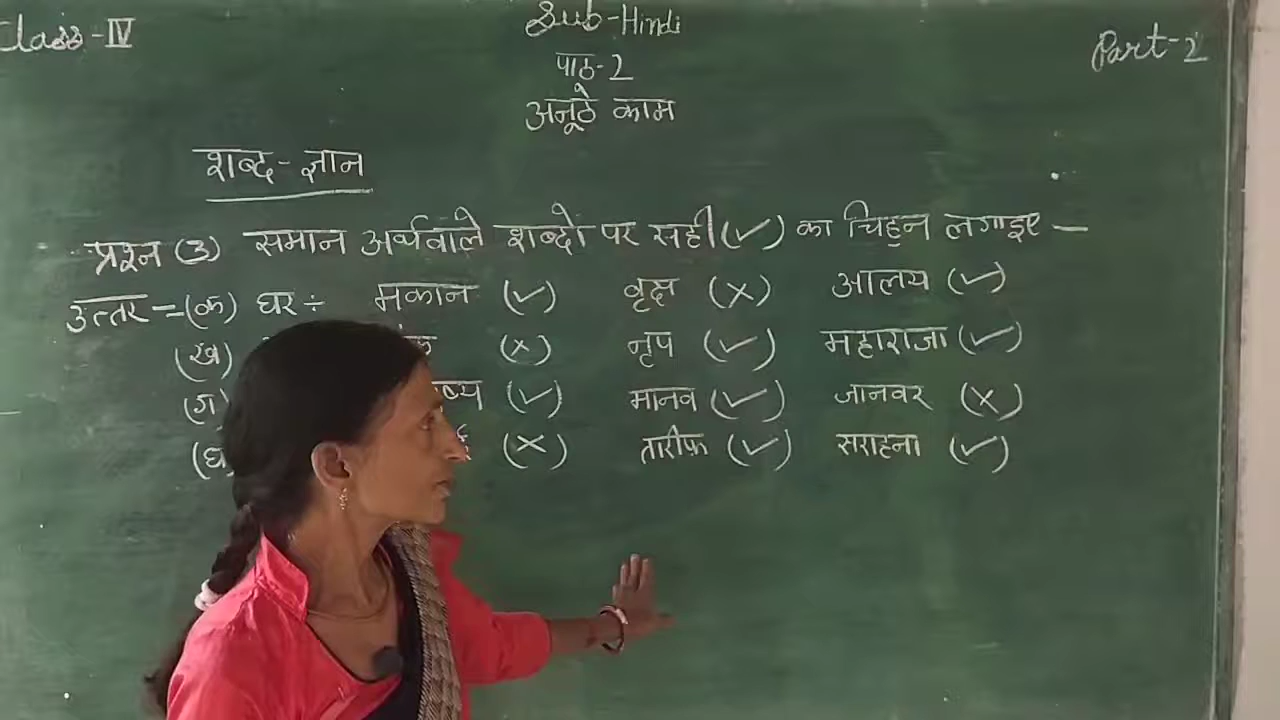 Class-IV
Sub-Hindi
Part-2
पाठ-2
अनूठे काम
शब्द-ज्ञान
प्रश्न (3) समान अर्थवाले शब्दों पर सही (✓) का चिह्न लगाइए —
उत्तर = (क) घर ÷ मकान (✓) वृक्ष (×) आलय (✓)
(ख) (×) नृप (✓) महाराजा (✓)
(ग) (✓) मानव (✓) जानवर (×)
(घ) (×) तारीफ़ (✓) सराहना (✓)